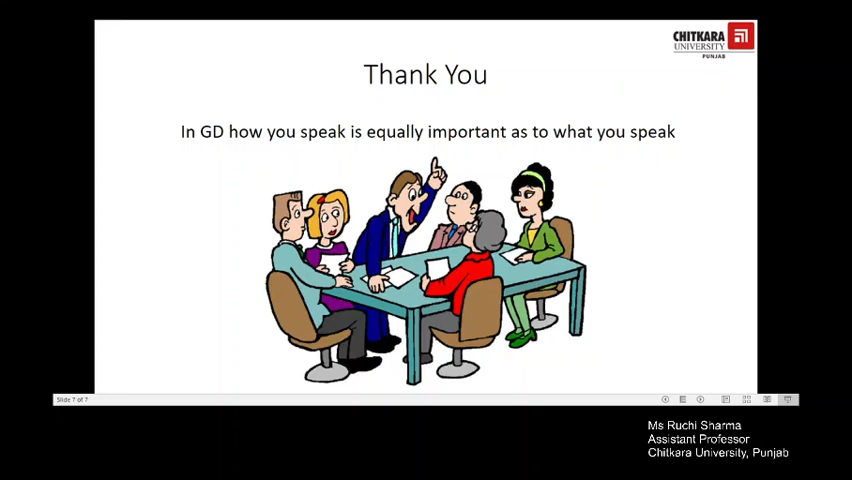 CHITKARA
UNIVERSITY
PUNJAB
Thank You
In GD how you speak is equally important as to what you speak
Slide 7 of 7
Ms Ruchi Sharma
Assistant Professor
Chitkara University, Punjab